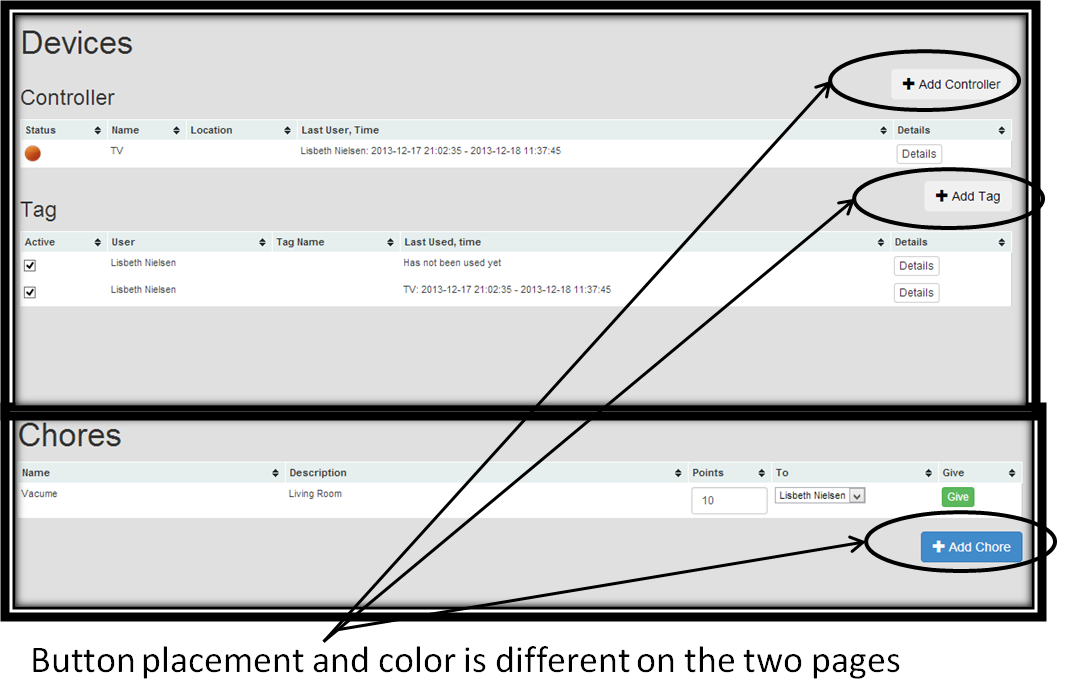 Devices
Add Controller
Controller
Status Name Location Last User, Time Details
TV Lisbeth Nielsen: 2013-12-17 21:02:35 - 2013-12-18 11:37:45 Details
Add Tag
Tag
Active User Tag Name Last Used, time Details
Lisbeth Nielsen Has not been used yet Details
Lisbeth Nielsen TV: 2013-12-17 21:02:35 - 2013-12-18 11:37:45 Details
Chores
Name Description Points To Give
Vacume Living Room 10 Lisbeth Nielsen Give
Add Chore
Button placement and color is different on the two pages